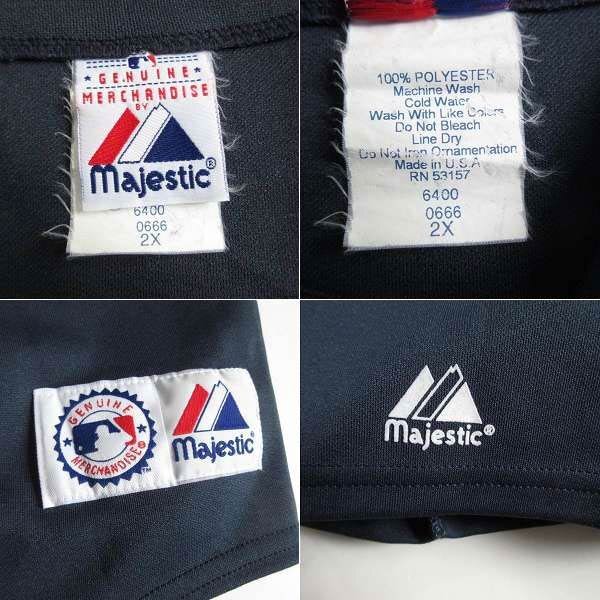 GENUINE
MERCHANDISE
BY
Majestic®
6400
0666
2X
100% POLYESTER
Machine Wash
Cold Water
Wash With Like Colors
Do Not Bleach
Line Dry
Do Not Iron Ornamentation
Made in U.S.A
RN 53157
6400
0666
2X
GENUINE
MERCHANDISE®
TM
Majestic®
Majestic®